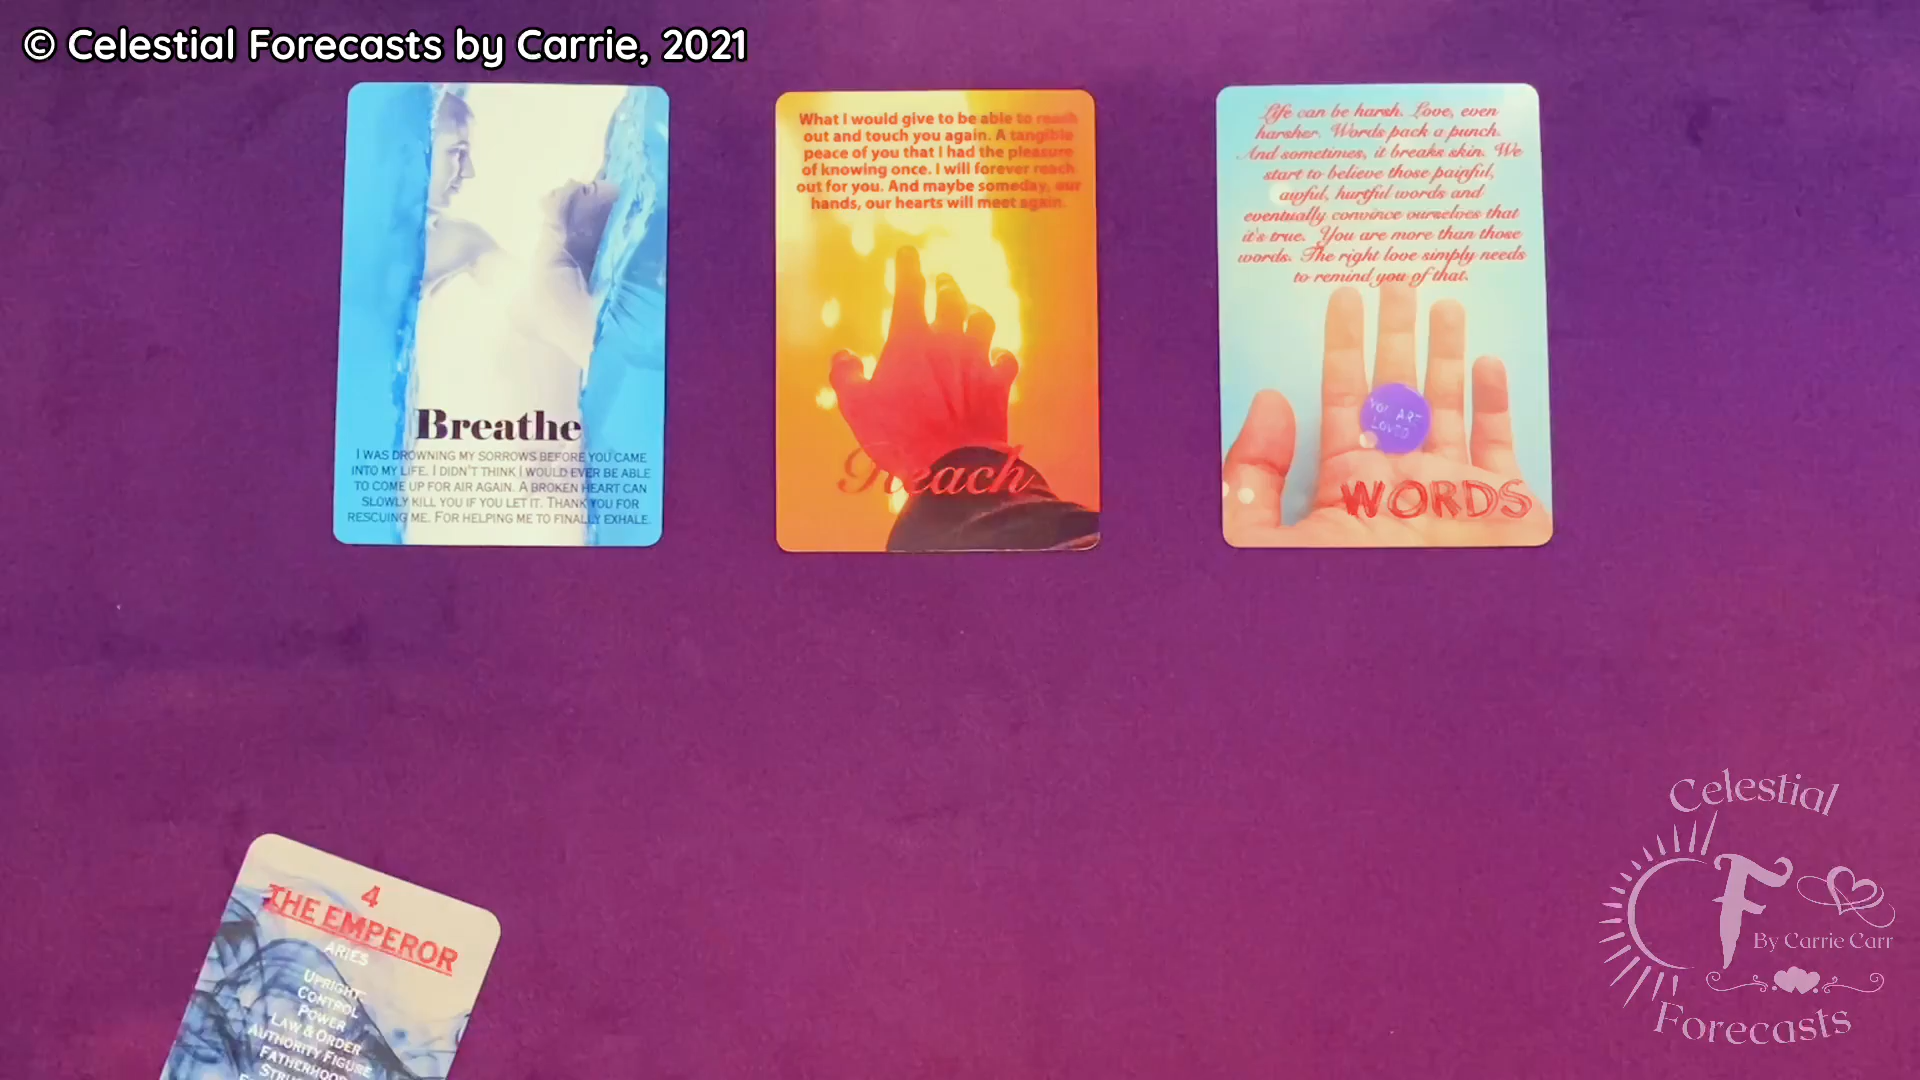 © Celestial Forecasts by Carrie, 2021
Breathe
I was drowning my sorrows before you came
into my life. I didn't think I would ever be able
to come up for air again. A broken heart can
slowly kill you if you let it. Thank you for
rescuing me. For helping me to finally exhale.
What I would give to be able to reach
out and touch you again. A tangible
peace of you that I had the pleasure
of knowing once. I will forever reach
out for you. And maybe someday, our
hands, our hearts will meet again.
Reach
Life can be harsh. Love, even
harsher. Words pack a punch.
And sometimes, it breaks skin. We
start to believe those painful,
awful, hurtful words and
eventually convince ourselves that
it's true. You are more than those
words. The right love simply needs
to remind you of that.
YOU ARE
LOVED
WORDS
4
THE EMPEROR
ARIES
UPRIGHT:
CONTROL
POWER
LAW & ORDER
AUTHORITY FIGURE
FATHERHOOD
Celestial
F
By Carrie Carr
Forecasts